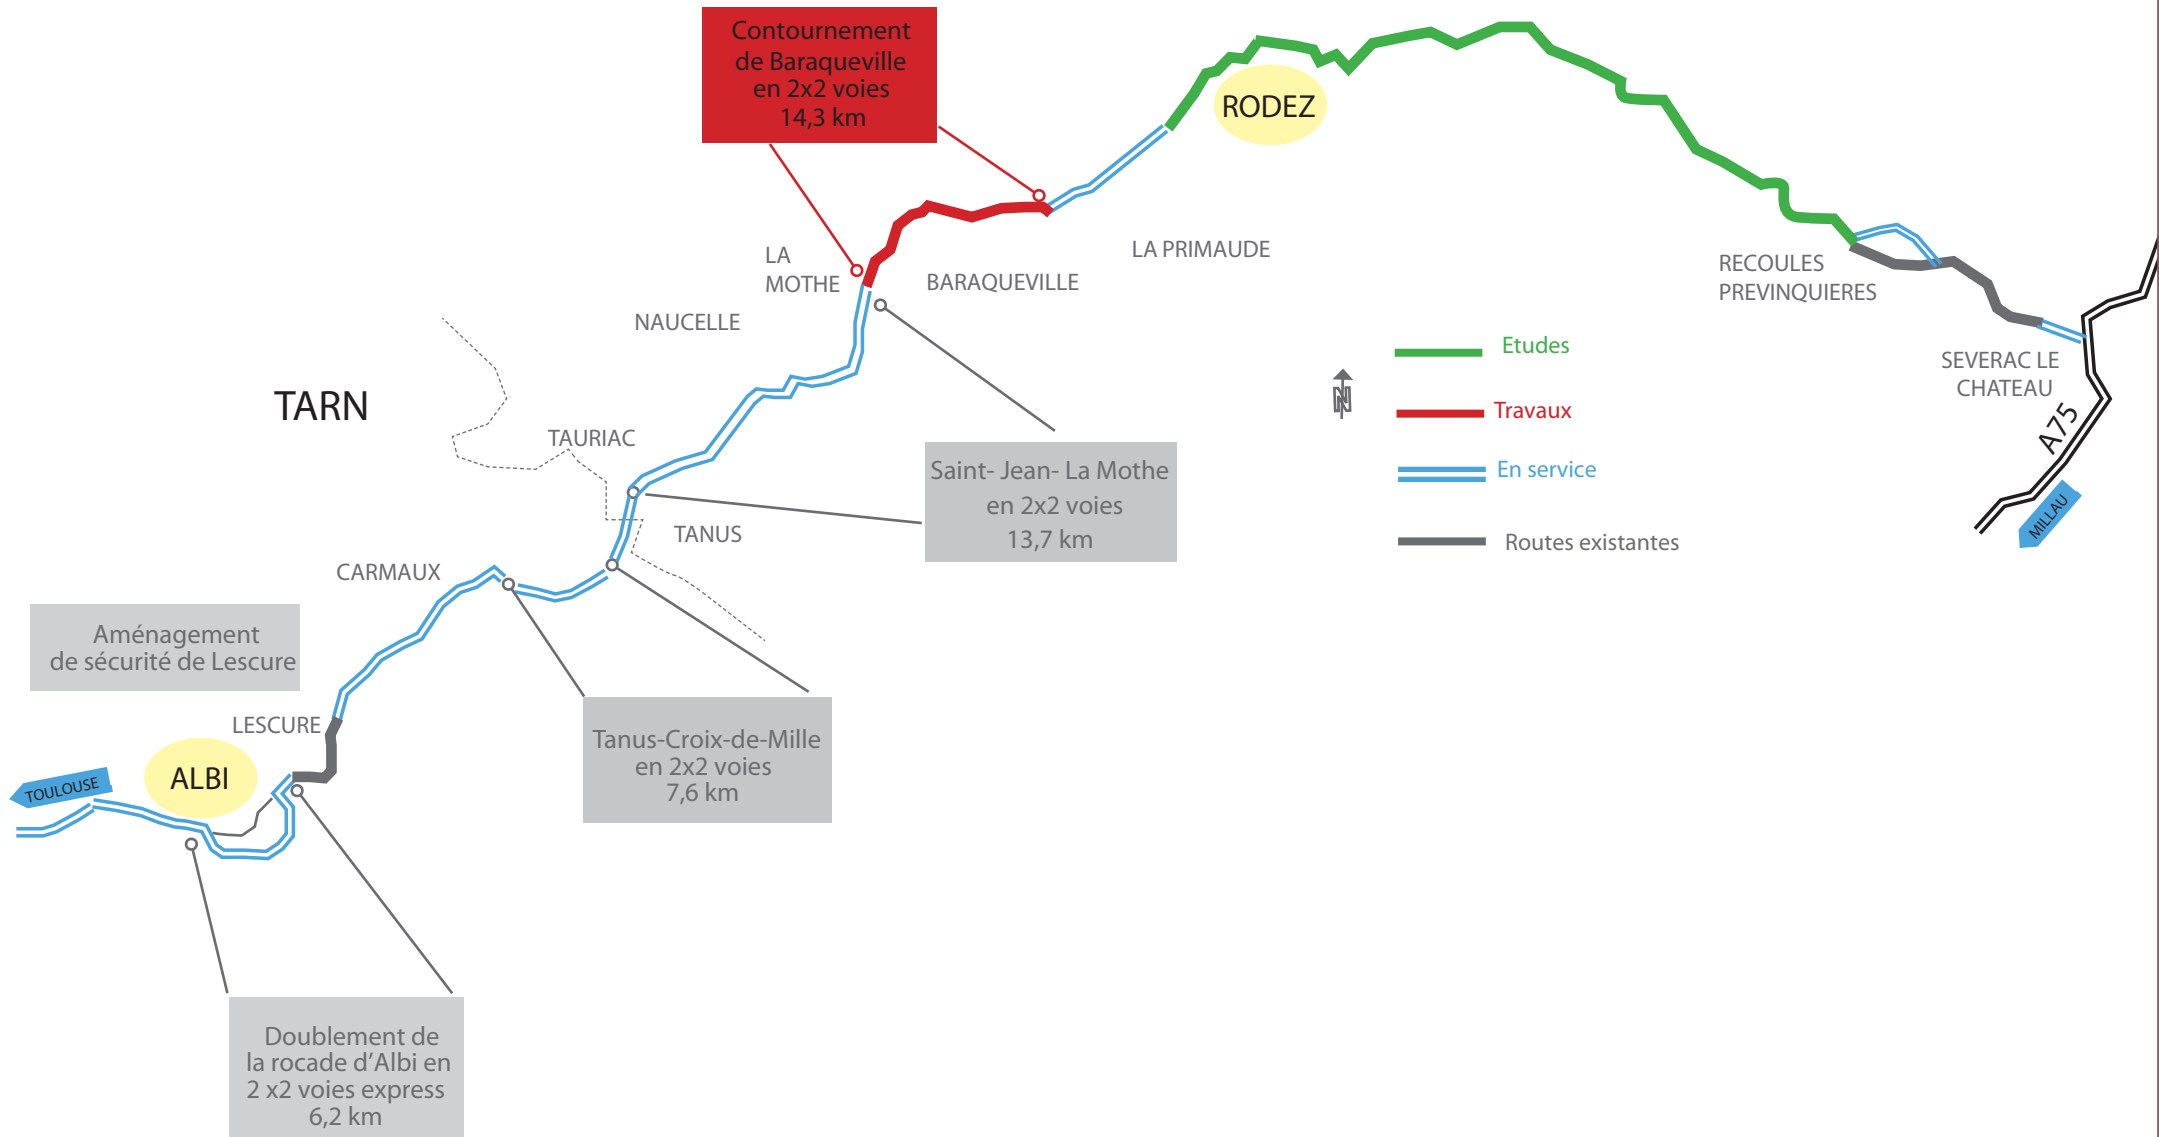 Contournement
de Baraqueville
en 2x2 voies
14,3 km
RODEZ
LA
MOTHE
BARAQUEVILLE
LA PRIMAUDE
NAUCELLE
RECOULES
PREVINQUIERES
SEVERAC LE
CHATEAU
A75
MILLAU
TARN
TAURIAC
TANUS
CARMAUX
Etudes
Travaux
En service
Routes existantes
N
Saint- Jean- La Mothe
en 2x2 voies
13,7 km
Aménagement
de sécurité de Lescure
LESCURE
ALBI
TOULOUSE
Tanus-Croix-de-Mille
en 2x2 voies
7,6 km
Doublement de
la rocade d'Albi en
2 x2 voies express
6,2 km